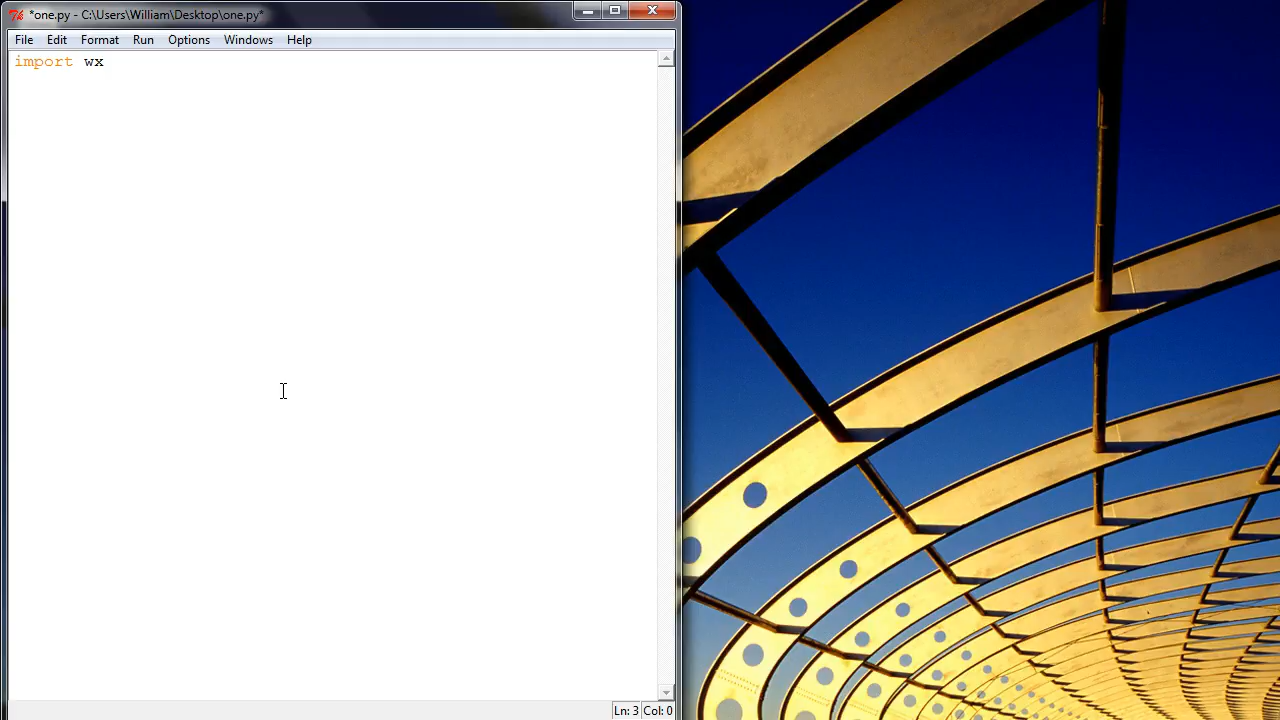 *one.py - C:\Users\William\Desktop\one.py*
File Edit Format Run Options Windows Help
import wx
Ln: 3 Col: 0